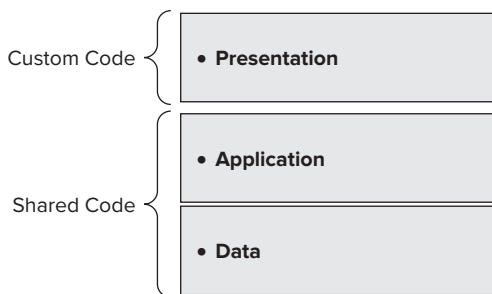 Custom Code
• Presentation
• Application
Shared Code
• Data